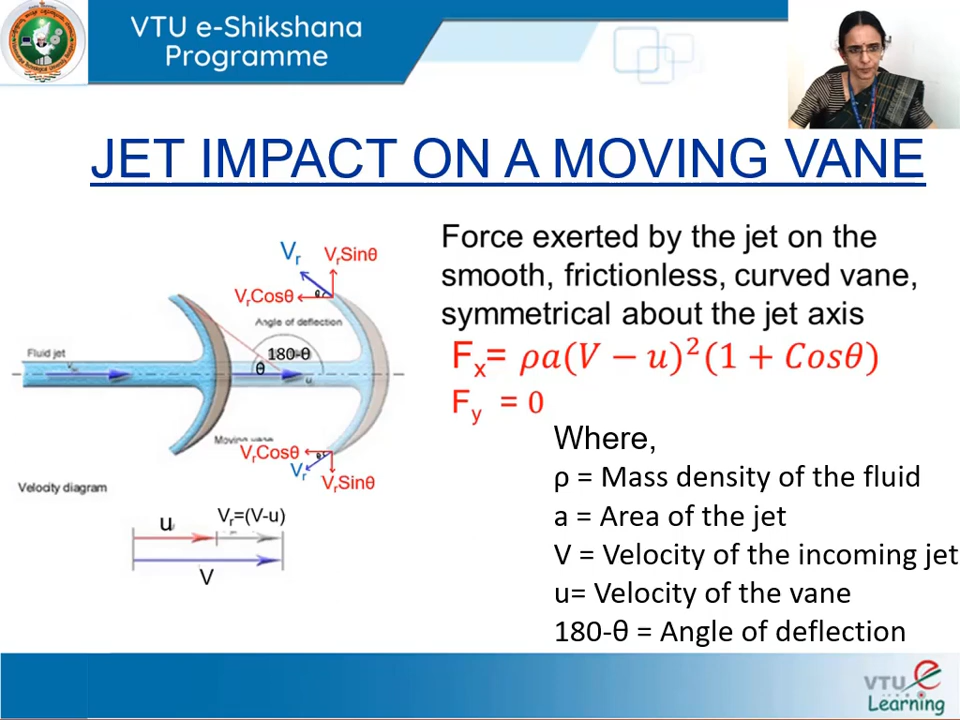 VTU e-Shikshana
Programme
JET IMPACT ON A MOVING VANE
Force exerted by the jet on the
smooth, frictionless, curved vane,
symmetrical about the jet axis
Fx= ρa(V − u)²(1 + Cosθ)
Fy = 0
Where,
ρ = Mass density of the fluid
a = Area of the jet
V = Velocity of the incoming jet
u= Velocity of the vane
180-θ = Angle of deflection
Vr
VrSinθ
VrCosθ
θ
Angle of deflection
Fluid jet
180-θ
θ
u
Moving vane
VrCosθ
θ
Vr
VrSinθ
Velocity diagram
u
Vr=(V-u)
V
VTU e
Learning